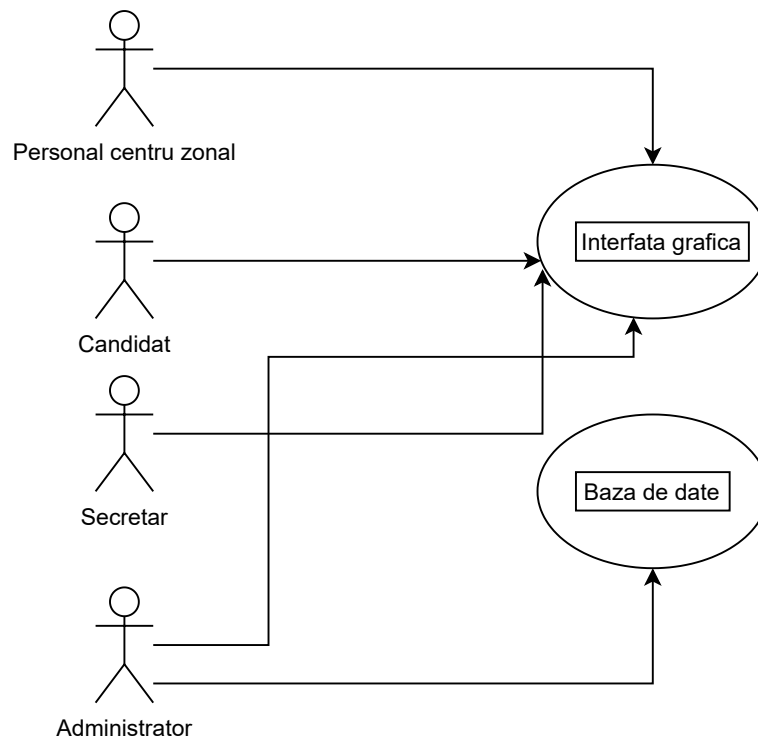 Personal centru zonal
Interfata grafica
Candidat
Secretar
Baza de date
Administrator